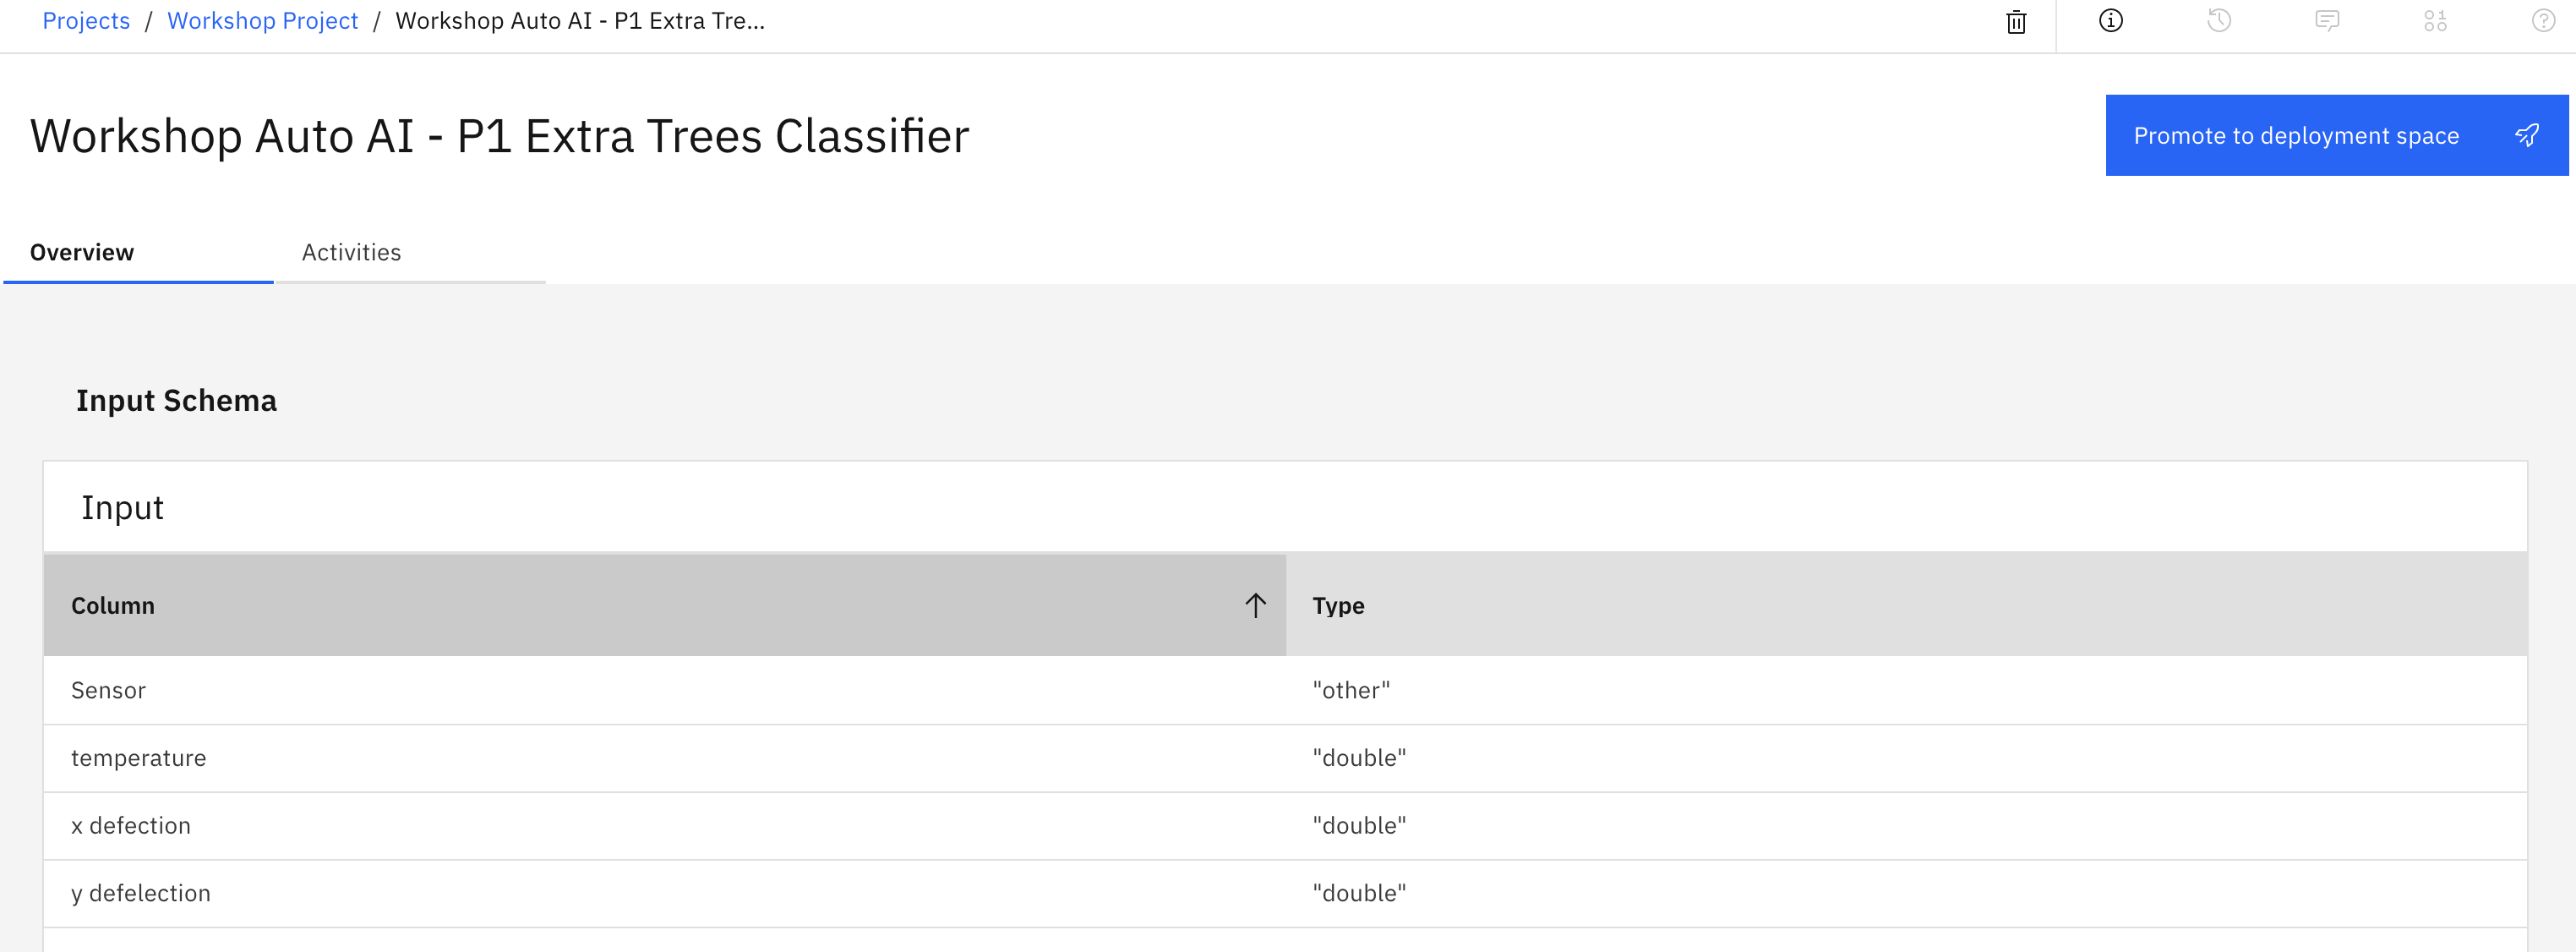 Projects / Workshop Project / Workshop Auto AI - P1 Extra Tre...
Workshop Auto AI - P1 Extra Trees Classifier
Promote to deployment space
Overview
Activities
Input Schema
Input
Column
Type
Sensor
"other"
temperature
"double"
x defection
"double"
y defelection
"double"